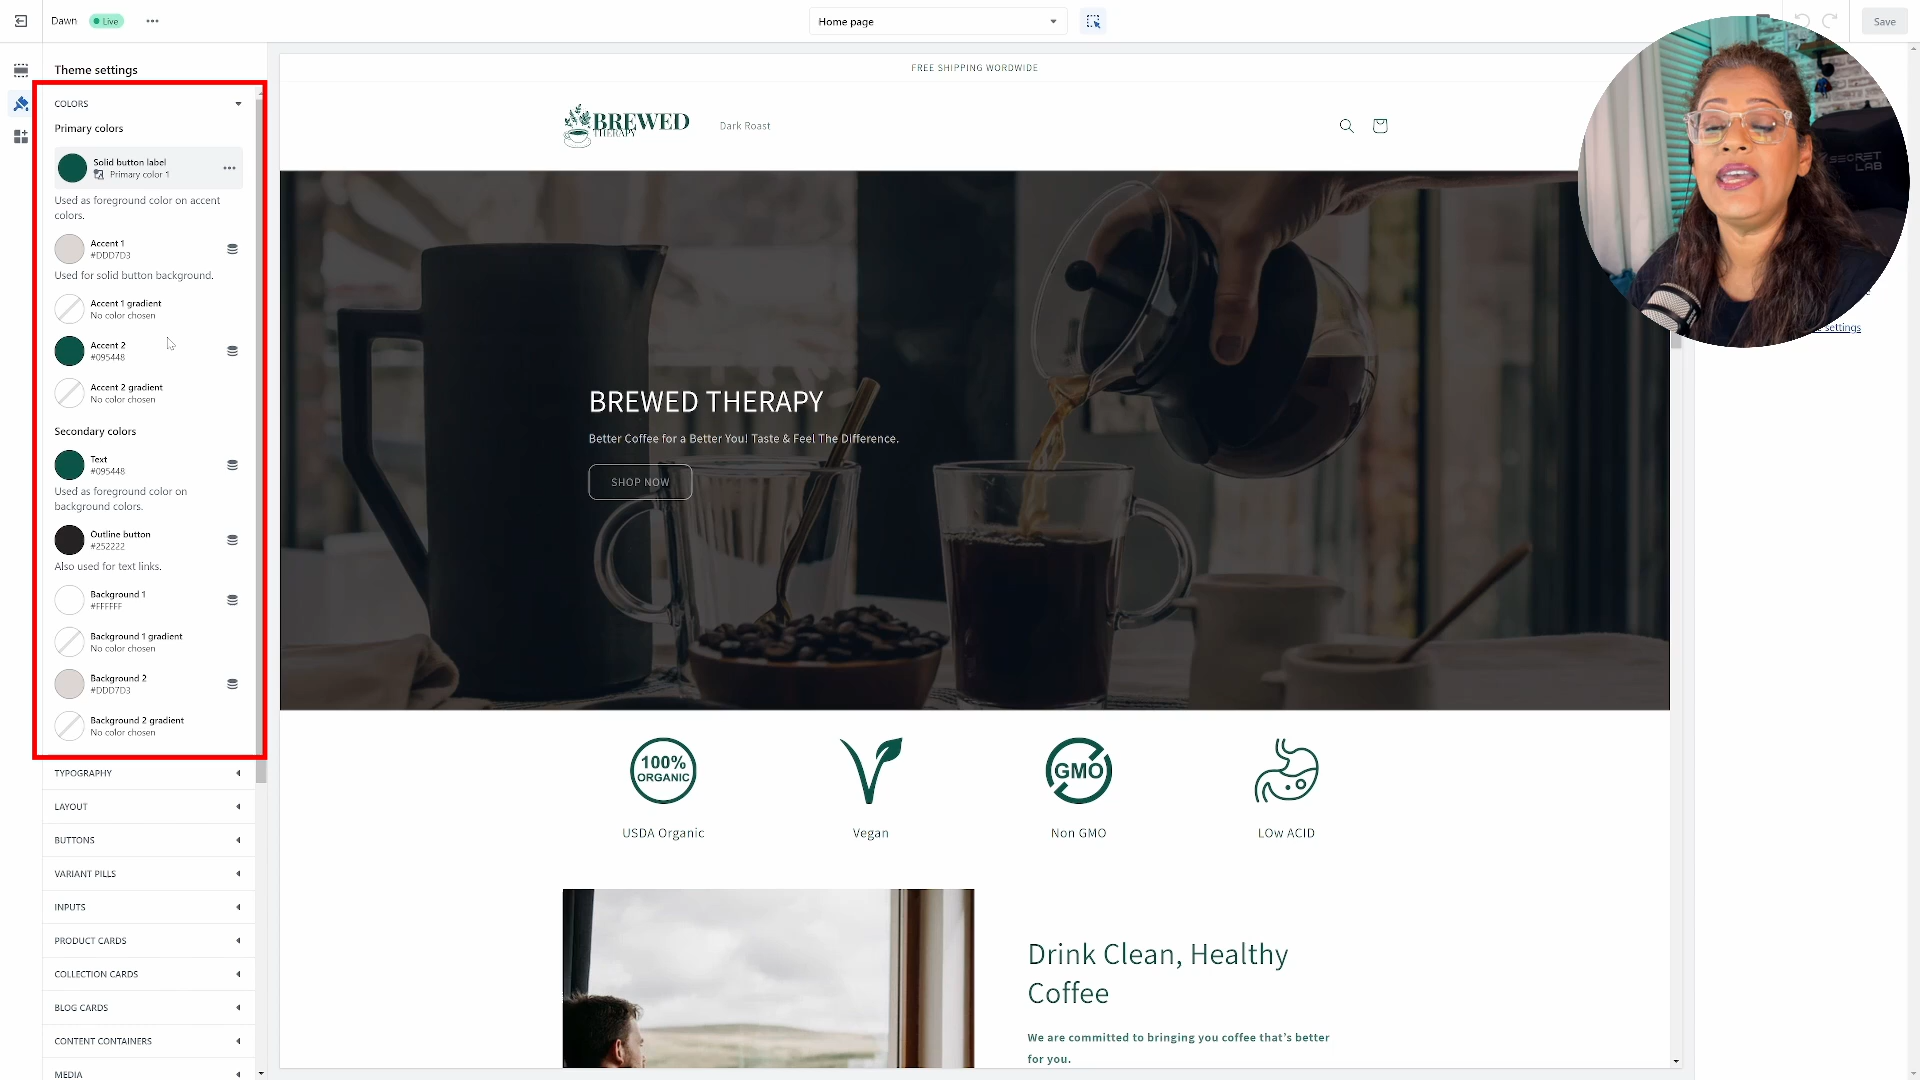 Dawn
Live
Home page
Save
Theme settings
COLORS
Primary colors
Solid button label
Primary color 1
Used as foreground color on accent
colors.
Accent 1
#DDD7D3
Used for solid button background.
Accent 1 gradient
No color chosen
Accent 2
#095448
Accent 2 gradient
No color chosen
Secondary colors
Text
#095448
Used as foreground color on
background colors.
Outline button
#252222
Also used for text links.
Background 1
#FFFFFF
Background 1 gradient
No color chosen
Background 2
#DDD7D3
Background 2 gradient
No color chosen
TYPOGRAPHY
LAYOUT
BUTTONS
VARIANT PILLS
INPUTS
PRODUCT CARDS
COLLECTION CARDS
BLOG CARDS
CONTENT CONTAINERS
MEDIA
FREE SHIPPING WORDWIDE
BREWED
THERAPY
Dark Roast
BREWED THERAPY
Better Coffee for a Better You! Taste & Feel The Difference.
SHOP NOW
100%
ORGANIC
GMO
USDA Organic
Vegan
Non GMO
LOw ACID
Drink Clean, Healthy
Coffee
We are committed to bringing you coffee that's better
for you.
SECRET
LAB
settings